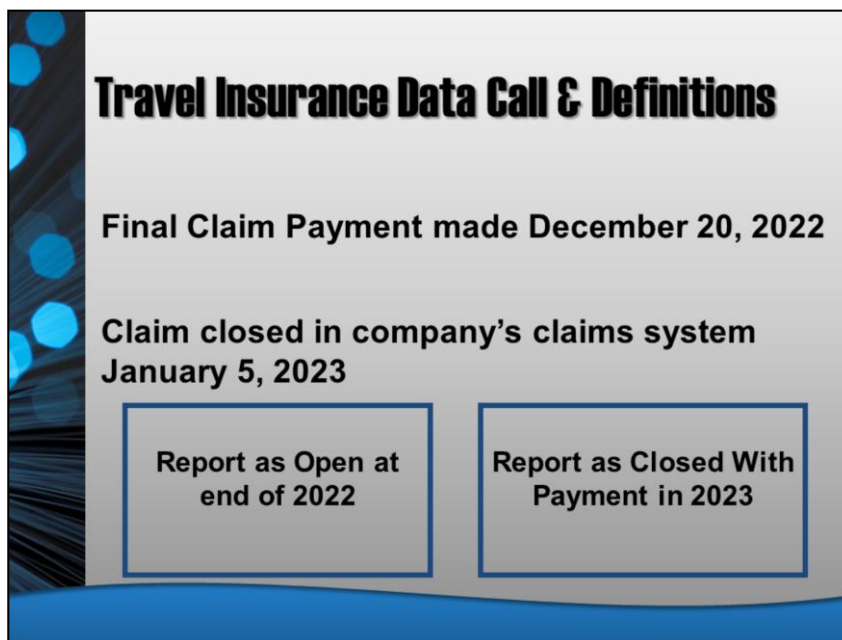 Travel Insurance Data Call & Definitions
Final Claim Payment made December 20, 2022
Claim closed in company’s claims system
January 5, 2023
Report as Open at
end of 2022
Report as Closed With
Payment in 2023